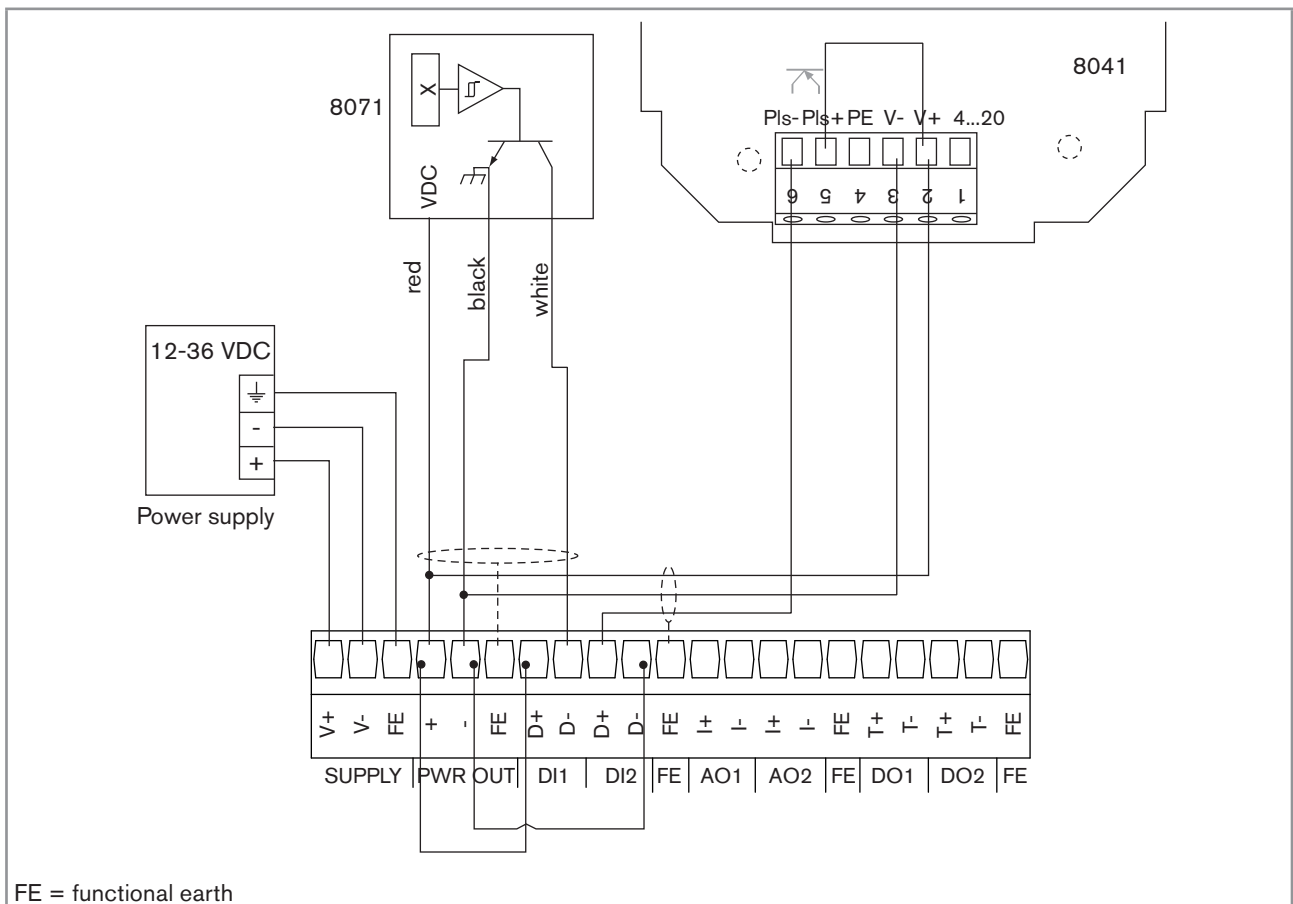 8071
X
VDC
red
black
white
8041
Pls- Pls+ PE V- V+ 4...20
6 5 4 3 2 1
12-36 VDC
-
+
Power supply
V+ V- FE + - FE D+ D- D+ D- FE I+ I- I+ I- FE T+ T- T+ T- FE
SUPPLY PWR OUT DI1 DI2 FE AO1 AO2 FE DO1 DO2 FE
FE = functional earth